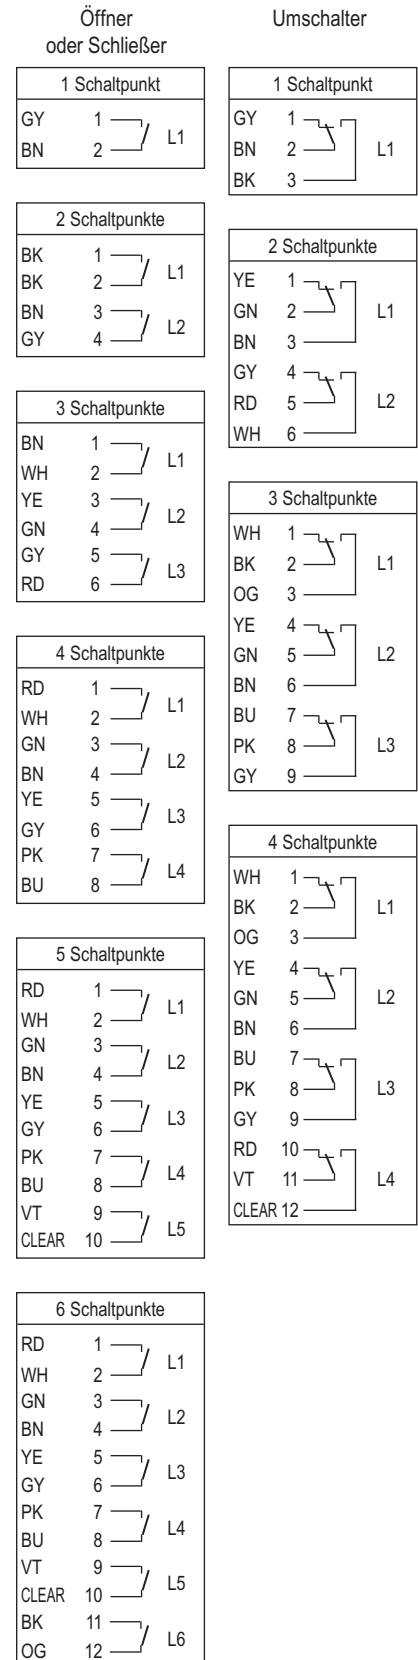 Öffner
oder Schließer
1 Schaltpunkt
GY 1
BN 2
L1
2 Schaltpunkte
BK 1
BK 2
L1
BN 3
GY 4
L2
3 Schaltpunkte
BN 1
WH 2
L1
YE 3
GN 4
L2
GY 5
RD 6
L3
4 Schaltpunkte
RD 1
WH 2
L1
GN 3
BN 4
L2
YE 5
GY 6
L3
PK 7
BU 8
L4
5 Schaltpunkte
RD 1
WH 2
L1
GN 3
BN 4
L2
YE 5
GY 6
L3
PK 7
BU 8
L4
VT 9
CLEAR 10
L5
6 Schaltpunkte
RD 1
WH 2
L1
GN 3
BN 4
L2
YE 5
GY 6
L3
PK 7
BU 8
L4
VT 9
CLEAR 10
L5
BK 11
OG 12
L6
Umschalter
1 Schaltpunkt
GY 1
BN 2 L1
BK 3
2 Schaltpunkte
YE 1
GN 2 L1
BN 3
GY 4
RD 5 L2
WH 6
3 Schaltpunkte
WH 1
BK 2 L1
OG 3
YE 4
GN 5 L2
BN 6
BU 7
PK 8 L3
GY 9
4 Schaltpunkte
WH 1
BK 2 L1
OG 3
YE 4
GN 5 L2
BN 6
BU 7
PK 8 L3
GY 9
RD 10
VT 11 L4
CLEAR 12